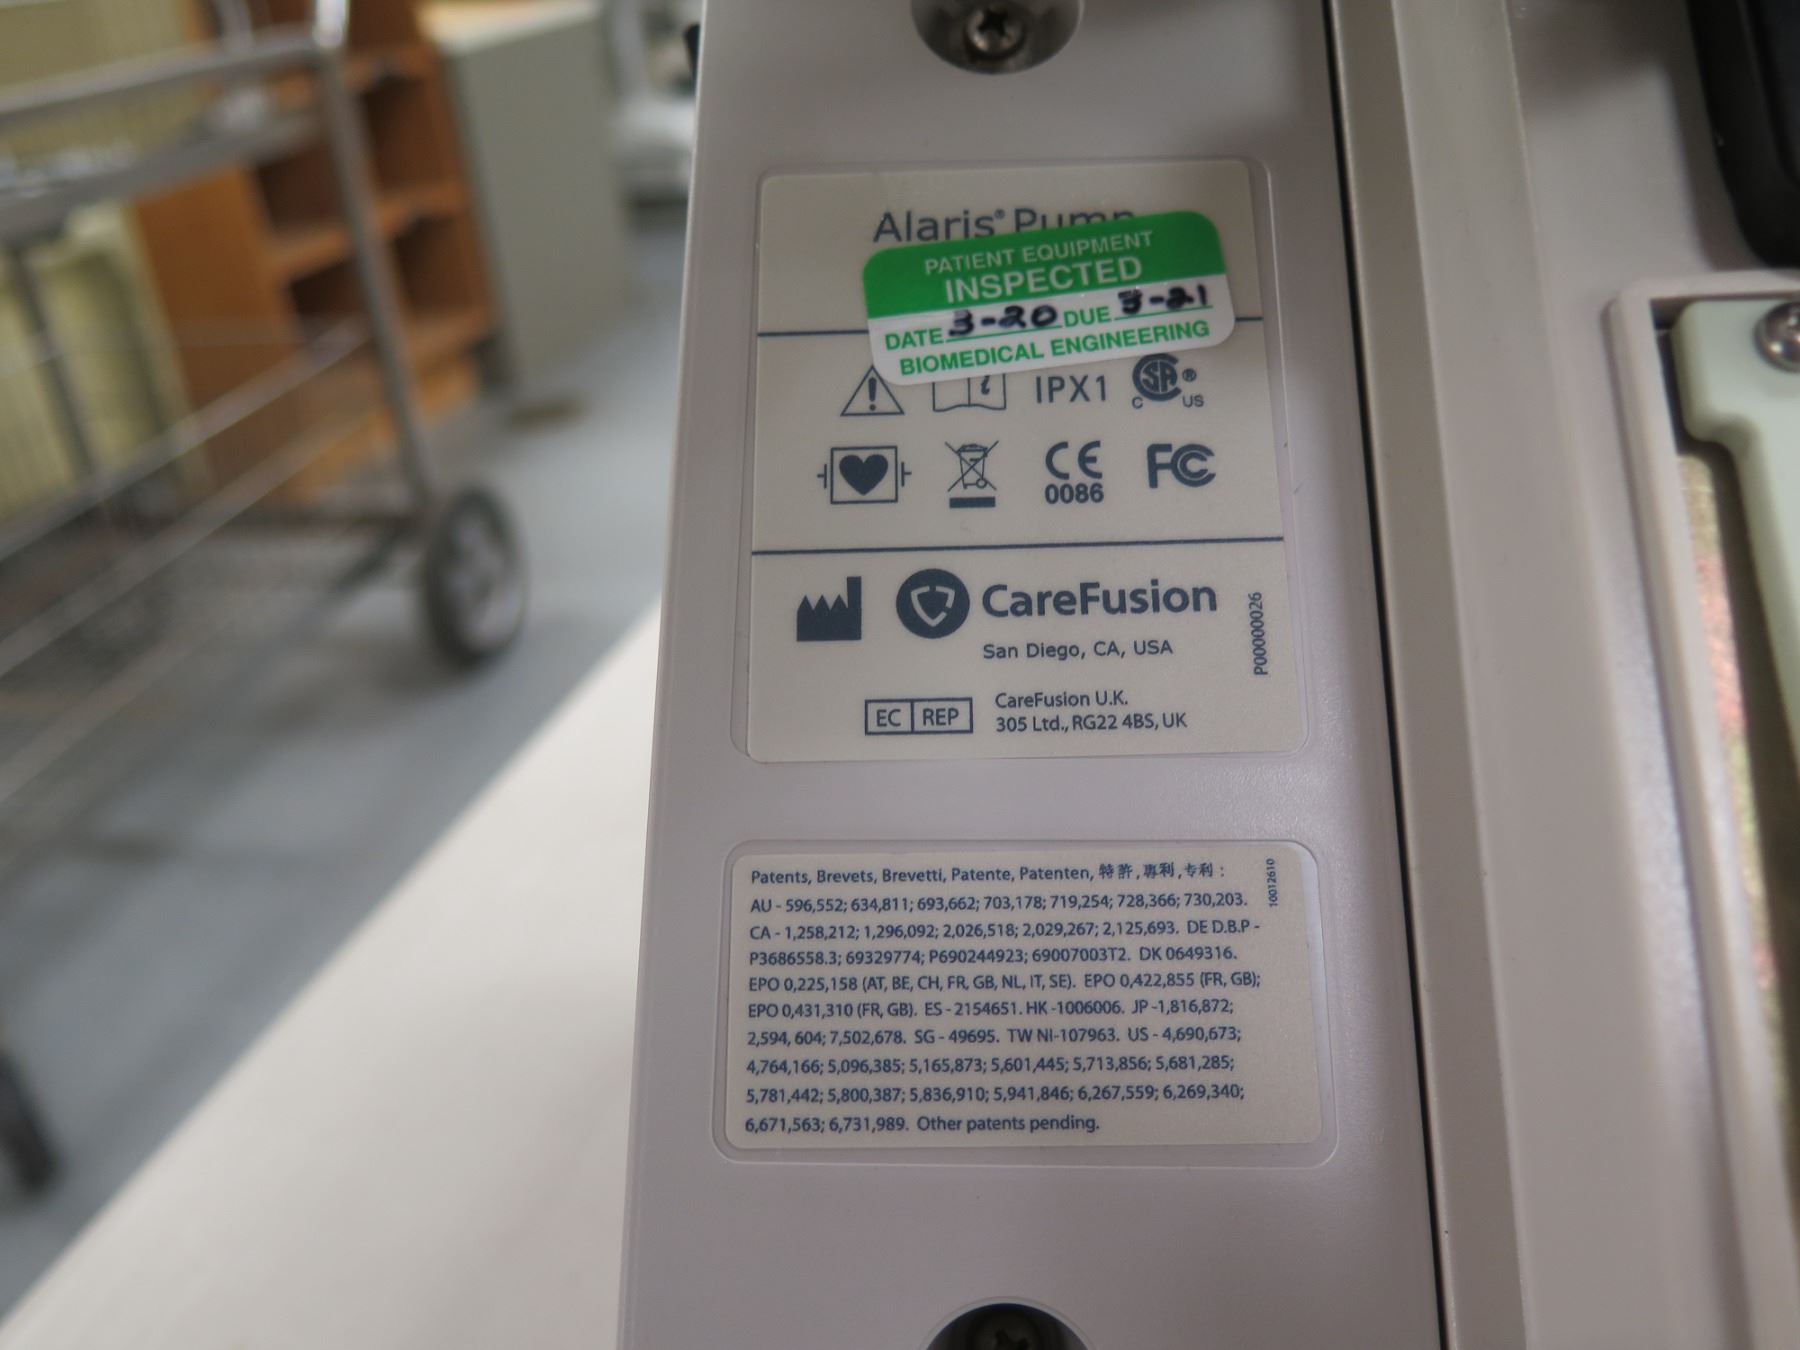 Alaris® Pump
PATIENT EQUIPMENT
INSPECTED
DATE 3-20 DUE 3-21
BIOMEDICAL ENGINEERING
IPX1 CSA® C US
CE FC
0086
CareFusion
San Diego, CA, USA
P00000026
EC REP
CareFusion U.K.
305 Ltd., RG22 4BS, UK
Patents, Brevets, Brevetti, Patente, Patenten, 特許, 專利, 专利 :
10012610
AU - 596,552; 634,811; 693,662; 703,178; 719,254; 728,366; 730,203.
CA - 1,258,212; 1,296,092; 2,026,518; 2,029,267; 2,125,693. DE D.B.P -
P3686558.3; 69329774; P690244923; 69007003T2. DK 0649316.
EPO 0,225,158 (AT, BE, CH, FR, GB, NL, IT, SE). EPO 0,422,855 (FR, GB);
EPO 0,431,310 (FR, GB). ES - 2154651. HK -1006006. JP -1,816,872;
2,594, 604; 7,502,678. SG - 49695. TW NI-107963. US - 4,690,673;
4,764,166; 5,096,385; 5,165,873; 5,601,445; 5,713,856; 5,681,285;
5,781,442; 5,800,387; 5,836,910; 5,941,846; 6,267,559; 6,269,340;
6,671,563; 6,731,989. Other patents pending.